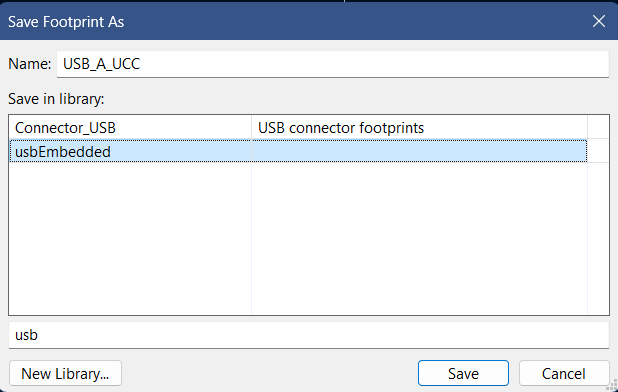 Save Footprint As
Name: USB_A_UCC
Save in library:
Connector_USB USB connector footprints
usbEmbedded
usb
New Library... Save Cancel